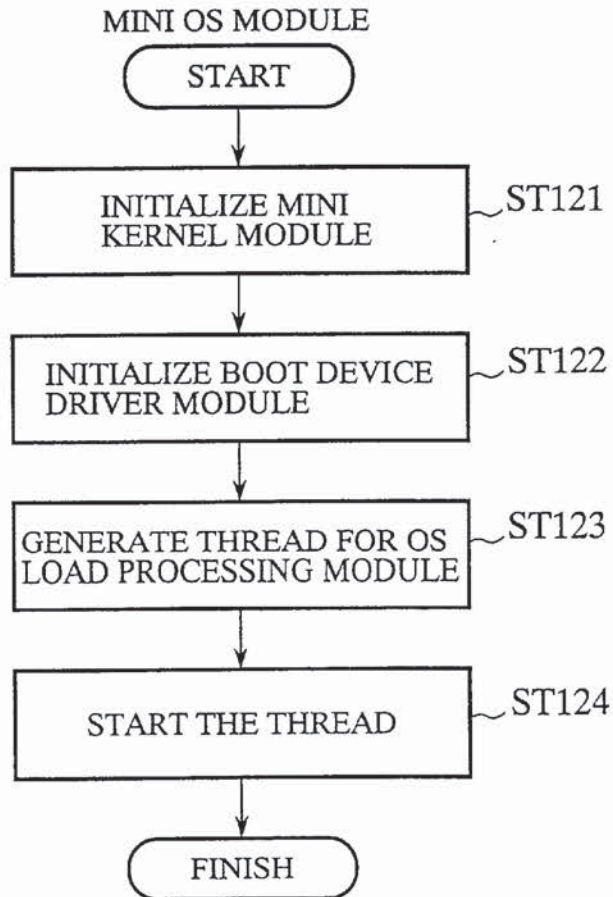 MINI OS MODULE
START
INITIALIZE MINI
KERNEL MODULE
ST121
INITIALIZE BOOT DEVICE
DRIVER MODULE
ST122
GENERATE THREAD FOR OS
LOAD PROCESSING MODULE
ST123
START THE THREAD
ST124
FINISH